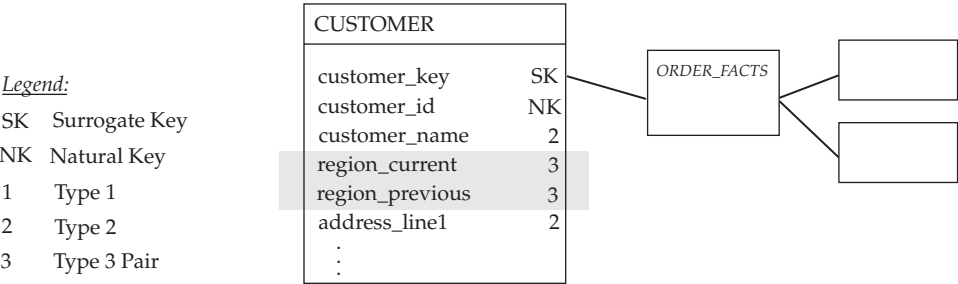 Legend:
SK Surrogate Key
NK Natural Key
1 Type 1
2 Type 2
3 Type 3 Pair
CUSTOMER
customer_key SK
customer_id NK
customer_name 2
region_current 3
region_previous 3
address_line1 2
.
.
.
ORDER_FACTS